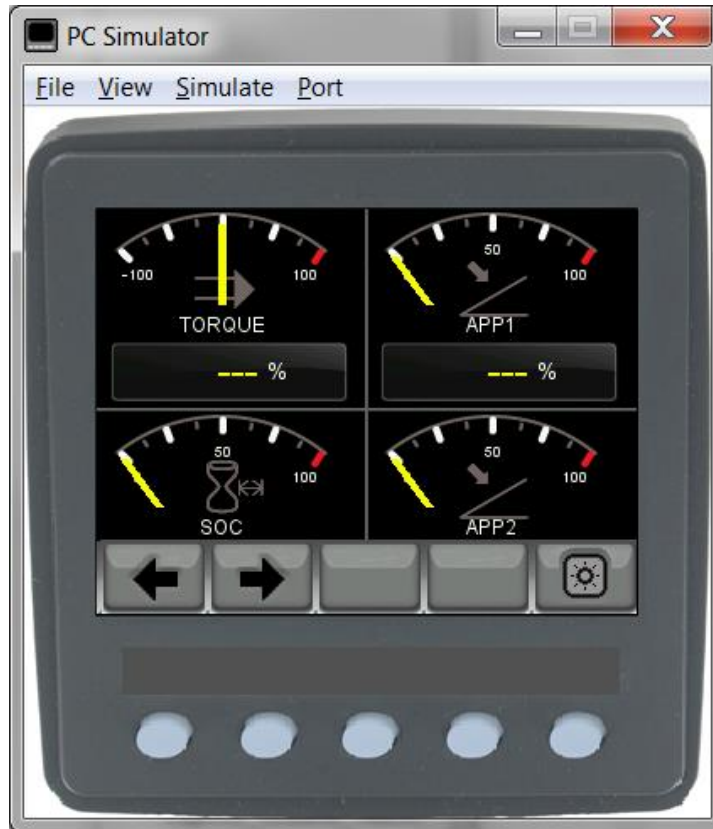 PC Simulator
File View Simulate Port
-100 100
TORQUE
--- %
50
100
APP1
--- %
50
100
SOC
50
100
APP2